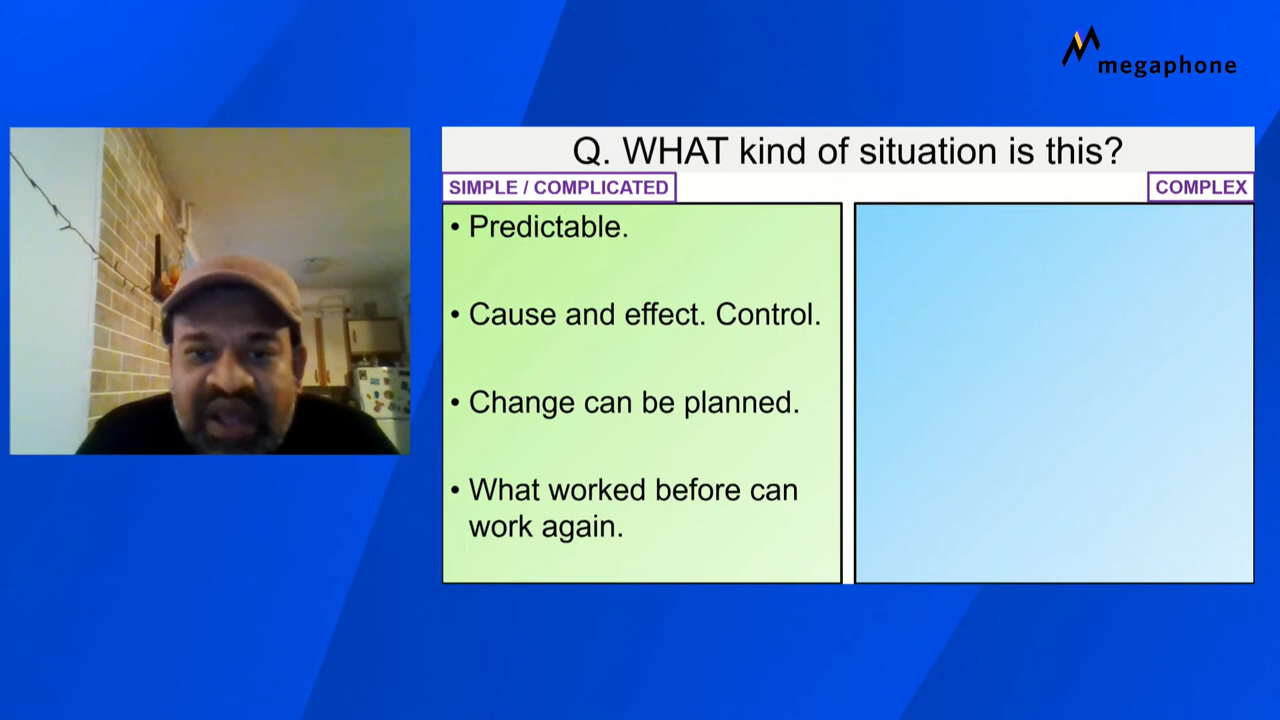 megaphone
Q. WHAT kind of situation is this?
SIMPLE / COMPLICATED
COMPLEX
• Predictable.
• Cause and effect. Control.
• Change can be planned.
• What worked before can
work again.